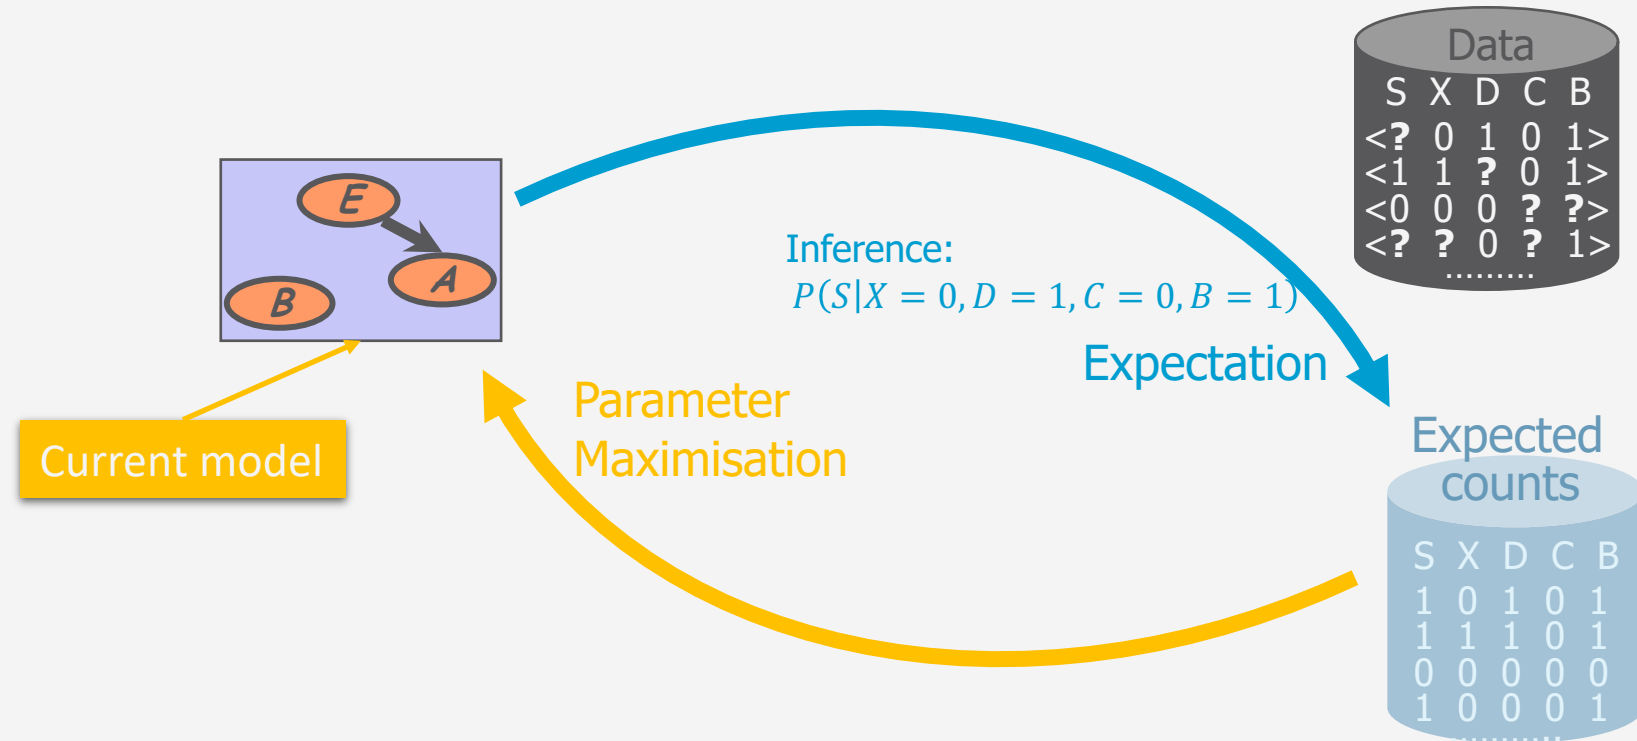 Data
S X D C B
<? 0 1 0 1>
<1 1 ? 0 1>
<0 0 0 ? ?>
<? ? 0 ? 1>
.........
E
A
B
Inference:
P(S|X = 0, D = 1, C = 0, B = 1)
Expectation
Parameter
Maximisation
Current model
Expected
counts
S X D C B
1 0 1 0 1
1 1 1 0 1
0 0 0 0 0
1 0 0 0 1
...........